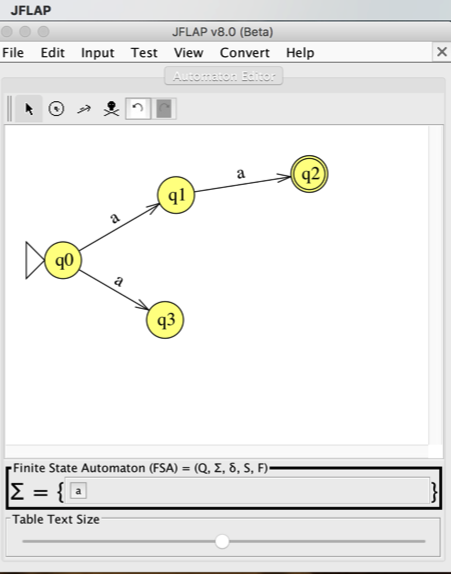 JFLAP
JFLAP v8.0 (Beta)
File Edit Input Test View Convert Help
Automaton Editor
q2
a
q1
a
q0
a
q3
Finite State Automaton (FSA) = (Q, Σ, δ, S, F)
Σ = { a }
Table Text Size